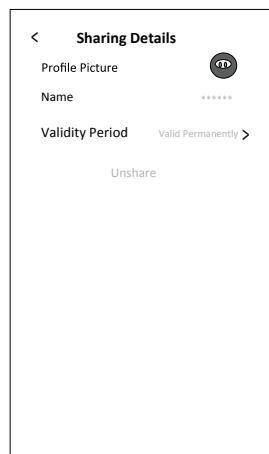 < Sharing Details
Profile Picture
Name ******
Validity Period Valid Permanently >
Unshare